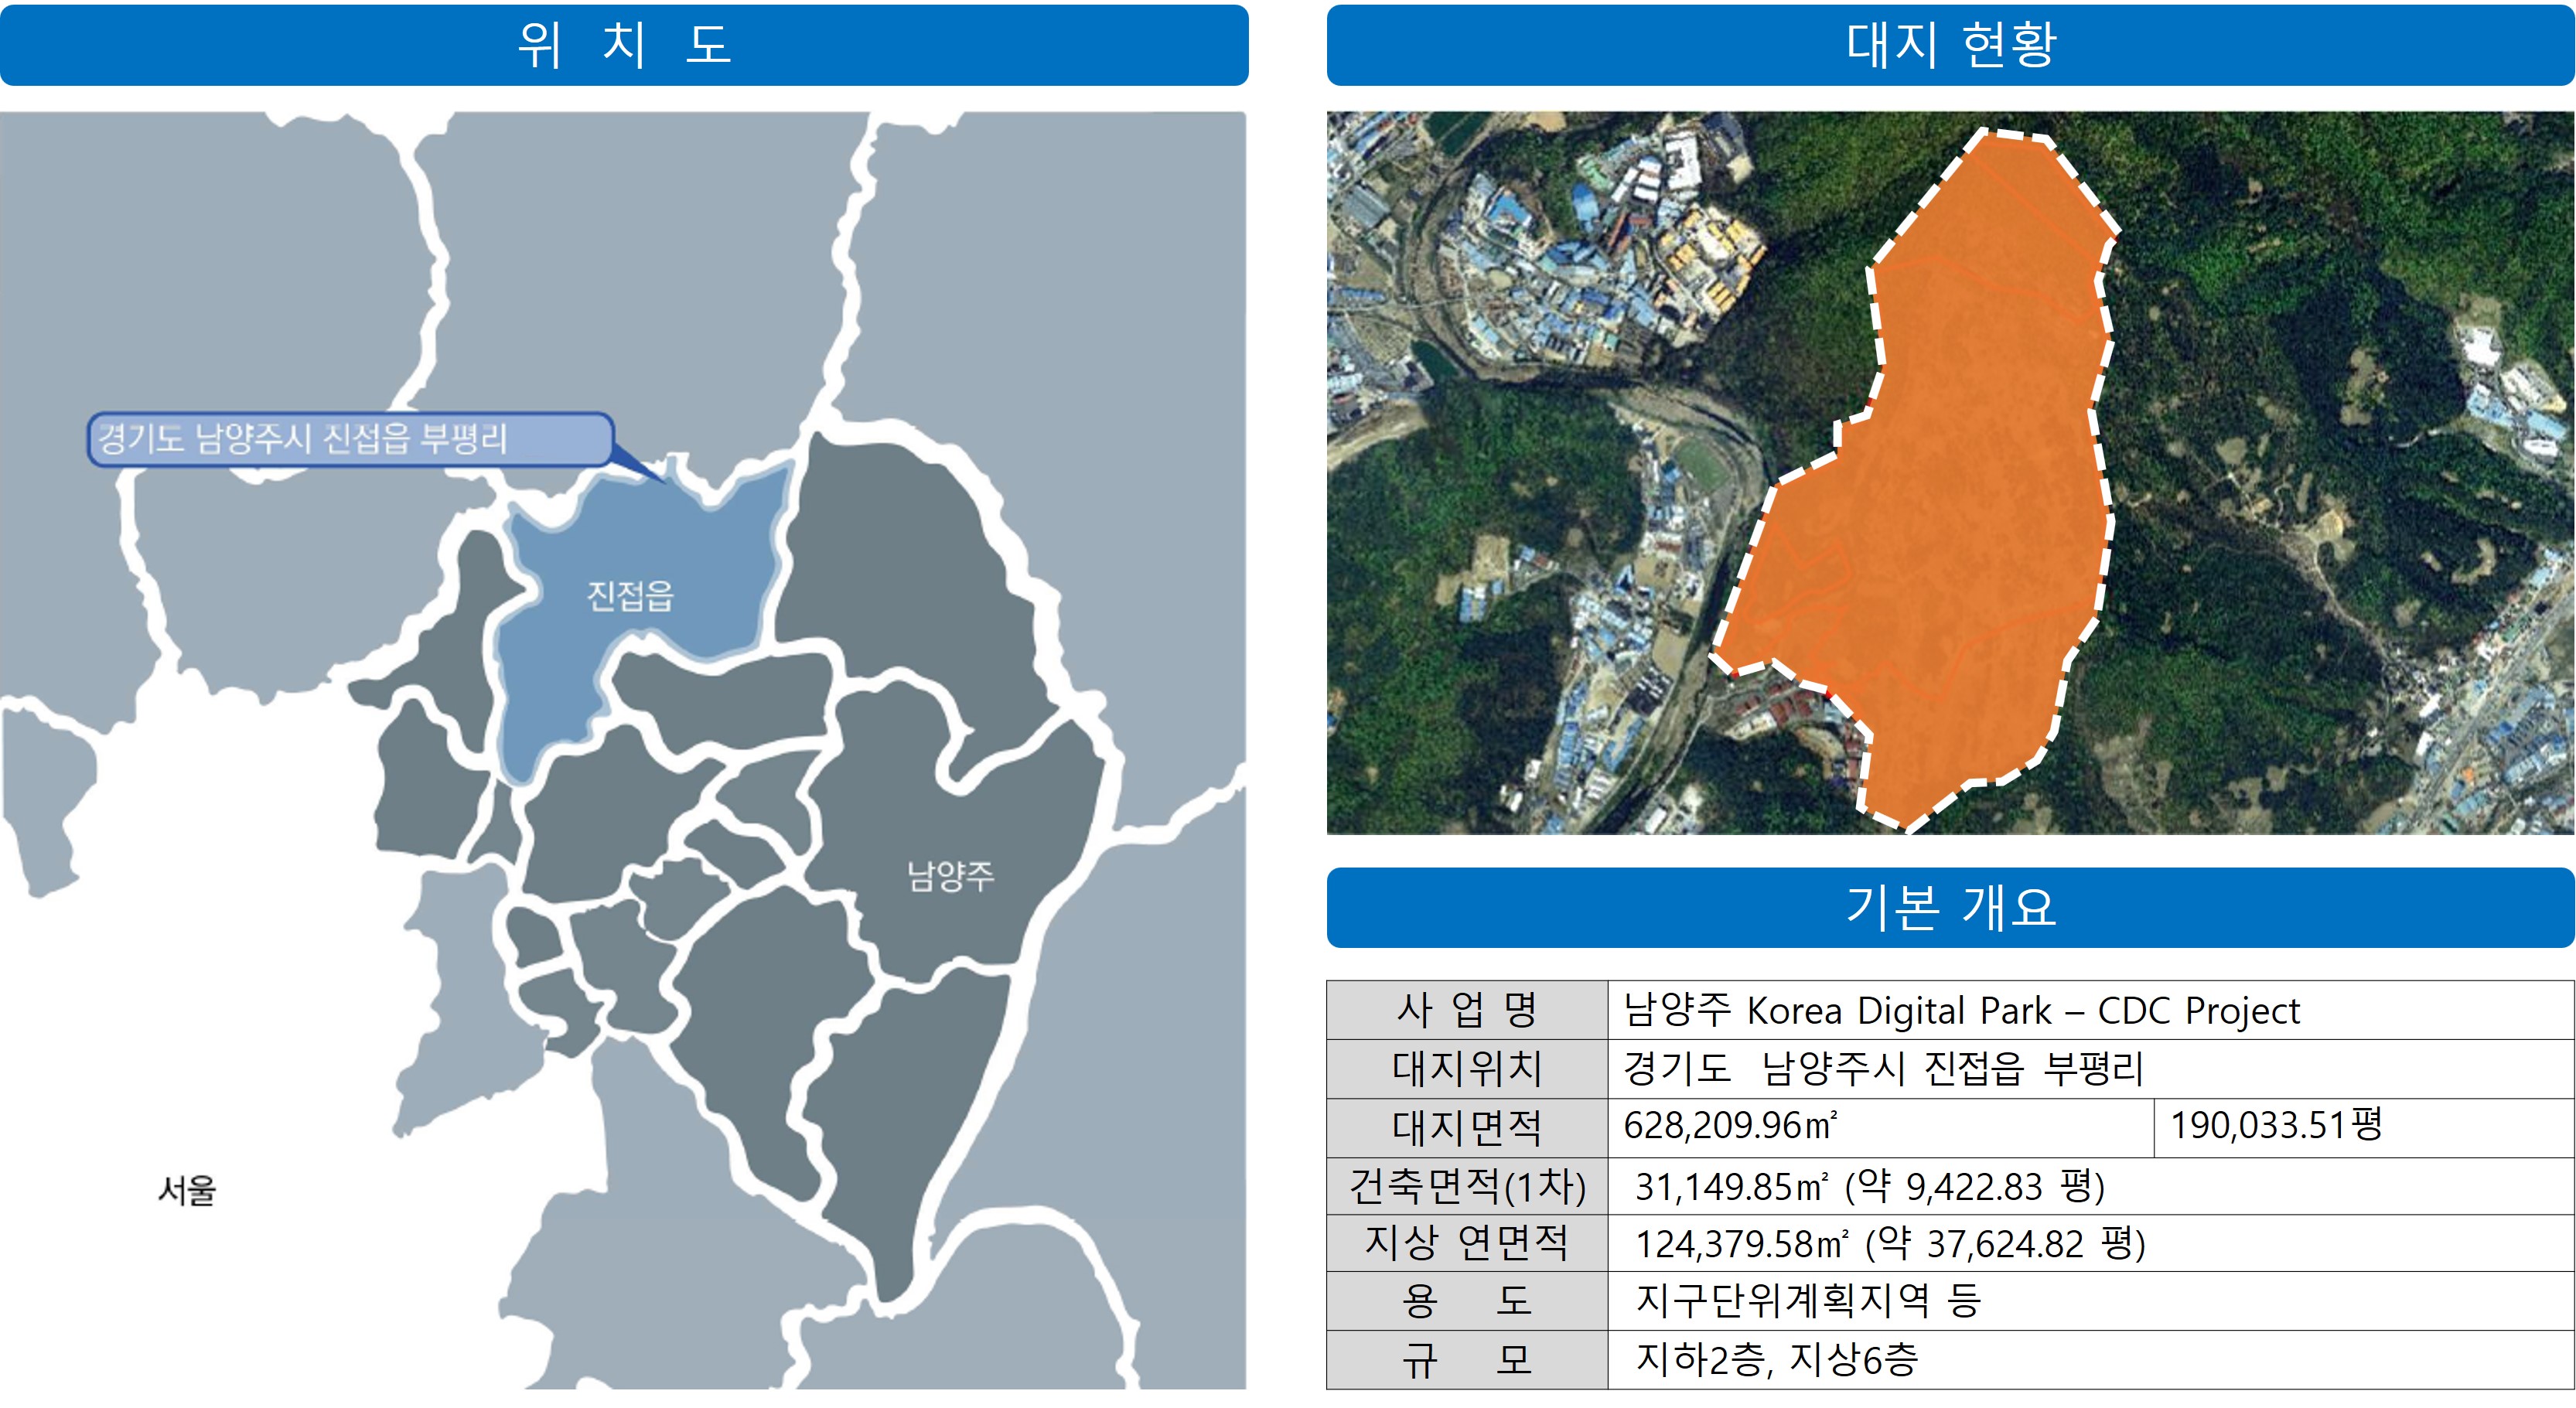 위 치 도
경기도 남양주시 진접읍 부평리
진접읍
남양주
서울
대지 현황
기본 개요
사 업 명 남양주 Korea Digital Park – CDC Project
대지위치 경기도 남양주시 진접읍 부평리
대지면적 628,209.96㎡ 190,033.51평
건축면적(1차) 31,149.85㎡ (약 9,422.83 평)
지상 연면적 124,379.58㎡ (약 37,624.82 평)
용 도 지구단위계획지역 등
규 모 지하2층, 지상6층